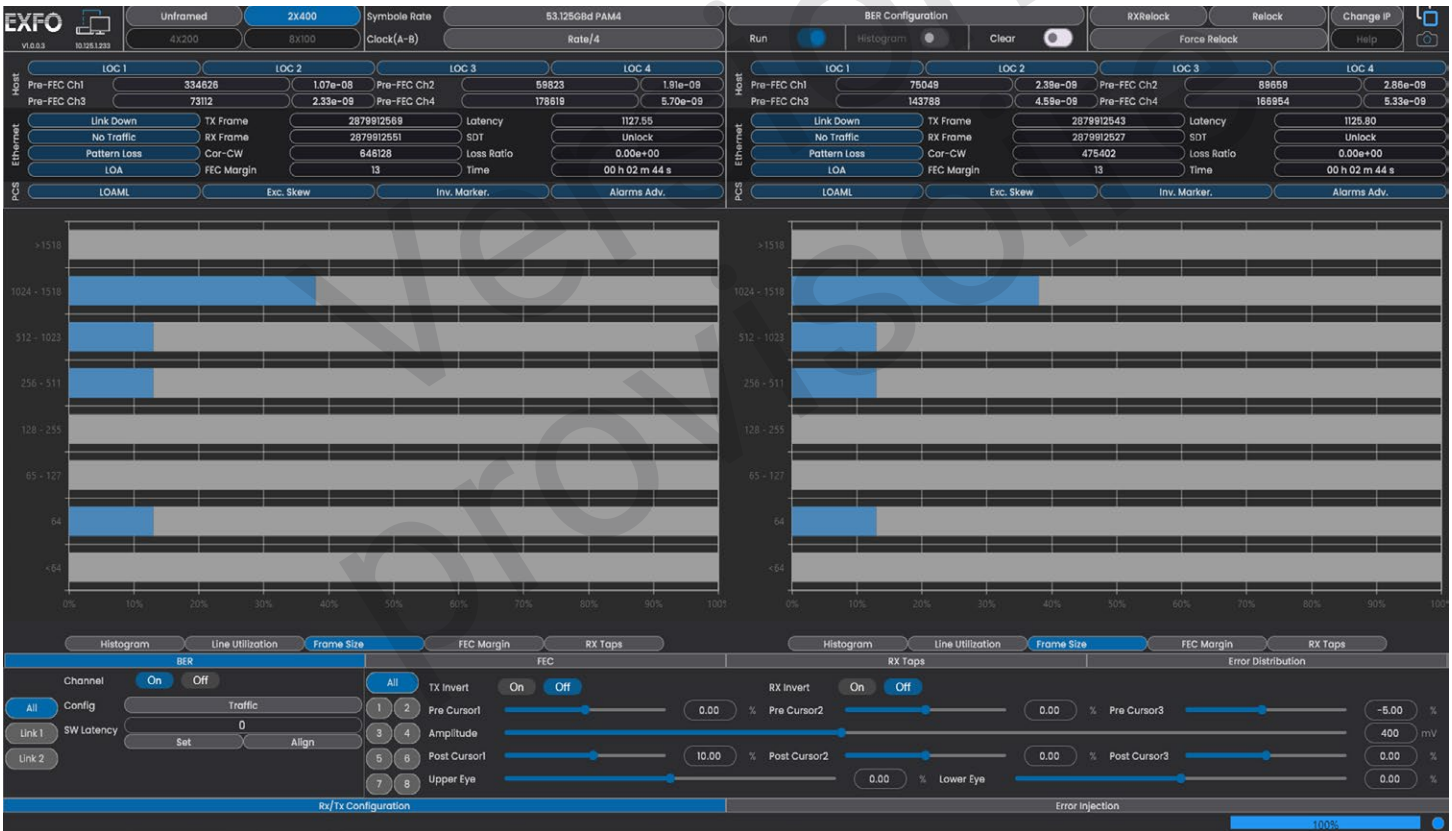 EXFO
V1.0.0.3 10.125.1.233
Unframed 2X400 Symbole Rate 53.125GBd PAM4 BER Configuration RXRelock Relock Change IP
4X200 8X100 Clock(A-B) Rate/4 Run Histogram Clear Force Relock Help
Host LOC 1 LOC 2 LOC 3 LOC 4
Pre-FEC Ch1 334626 1.07e-08 Pre-FEC Ch2 59823 1.91e-09
Pre-FEC Ch3 73112 2.33e-09 Pre-FEC Ch4 178619 5.70e-09
Ethernet Link Down TX Frame 2879912569 Latency 1127.55
No Traffic RX Frame 2879912551 SDT Unlock
Pattern Loss Cor-CW 646128 Loss Ratio 0.00e+00
LOA FEC Margin 13 Time 00 h 02 m 44 s
PCS LOAML Exc. Skew Inv. Marker. Alarms Adv.
Host LOC 1 LOC 2 LOC 3 LOC 4
Pre-FEC Ch1 75049 2.39e-09 Pre-FEC Ch2 89659 2.86e-09
Pre-FEC Ch3 143788 4.59e-09 Pre-FEC Ch4 166954 5.33e-09
Ethernet Link Down TX Frame 2879912543 Latency 1125.80
No Traffic RX Frame 2879912527 SDT Unlock
Pattern Loss Cor-CW 475402 Loss Ratio 0.00e+00
LOA FEC Margin 13 Time 00 h 02 m 44 s
PCS LOAML Exc. Skew Inv. Marker. Alarms Adv.
>1518
1024 - 1518
512 - 1023
256 - 511
128 - 255
65 - 127
64
<64
0% 10% 20% 30% 40% 50% 60% 70% 80% 90% 100%
>1518
1024 - 1518
512 - 1023
256 - 511
128 - 255
65 - 127
64
<64
0% 10% 20% 30% 40% 50% 60% 70% 80% 90% 100%
Histogram Line Utilization Frame Size FEC Margin RX Taps
Histogram Line Utilization Frame Size FEC Margin RX Taps
BER FEC RX Taps Error Distribution
Channel On Off
All Config Traffic
Link 1 SW Latency 0
Set Align
Link 2
All TX Invert On Off RX Invert On Off
1 2 Pre Cursor1 0.00 % Pre Cursor2 0.00 % Pre Cursor3 -5.00 %
3 4 Amplitude 400 mV
5 6 Post Cursor1 10.00 % Post Cursor2 0.00 % Post Cursor3 0.00 %
7 8 Upper Eye 0.00 % Lower Eye 0.00 %
Rx/Tx Configuration Error Injection
100%